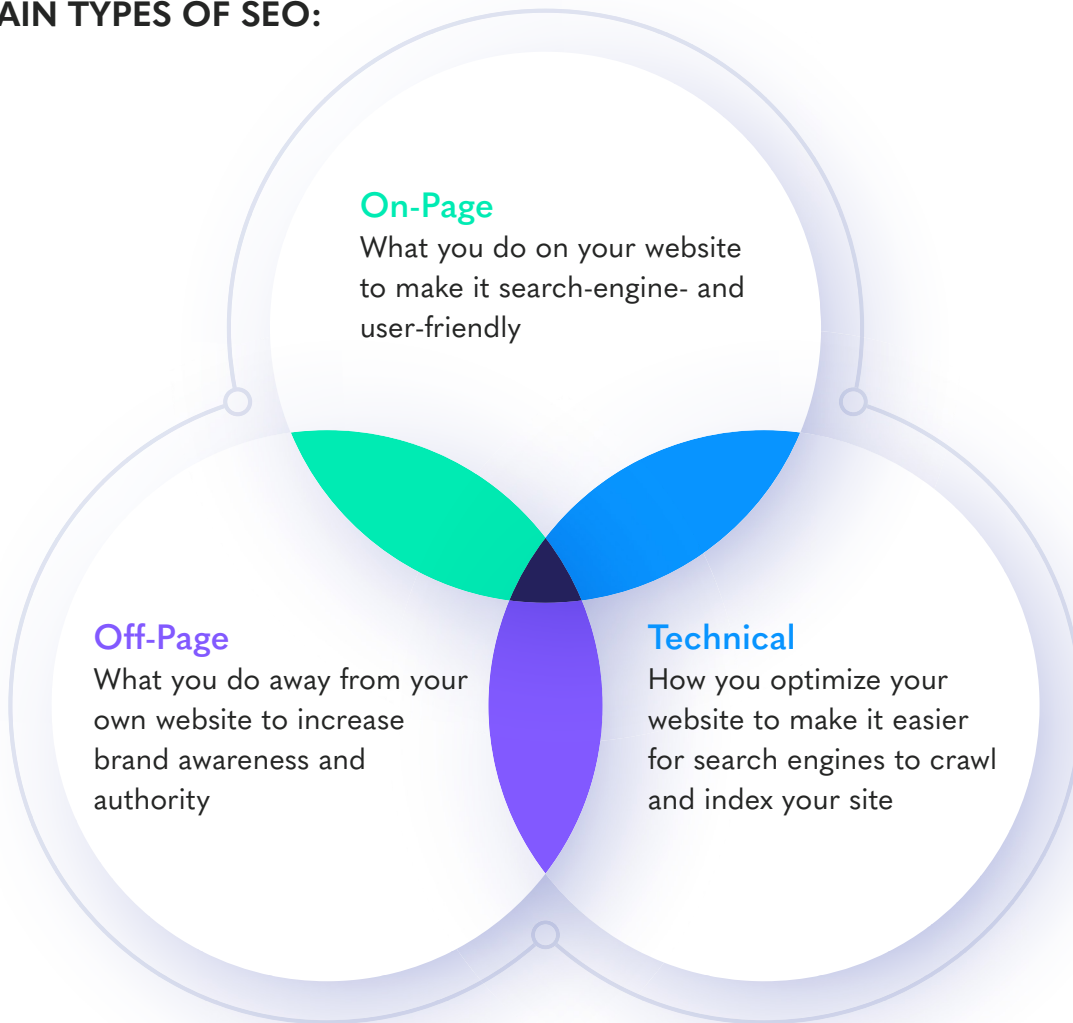 AIN TYPES OF SEO:
On-Page
What you do on your website
to make it search-engine- and
user-friendly
Off-Page
What you do away from your
own website to increase
brand awareness and
authority
Technical
How you optimize your
website to make it easier
for search engines to crawl
and index your site